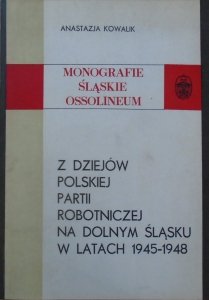 ANASTAZJA KOWALIK
MONOGRAFIE
ŚLĄSKIE
OSSOLINEUM
Z DZIEJÓW
POLSKIEJ
PARTII
ROBOTNICZEJ
NA DOLNYM ŚLĄSKU
W LATACH 1945-1948